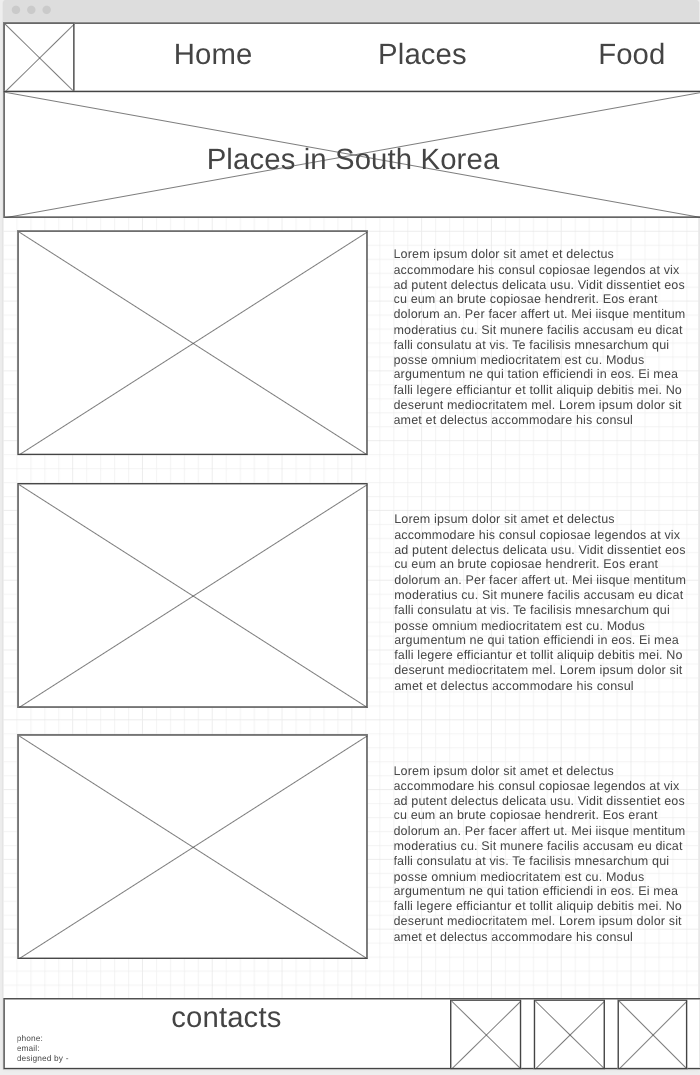 Home Places Food
Places in South Korea
Lorem ipsum dolor sit amet et delectus
accommodare his consul copiosae legendos at vix
ad putent delectus delicata usu. Vidit dissentiet eos
cu eum an brute copiosae hendrerit. Eos erant
dolorum an. Per facer affert ut. Mei iisque mentitum
moderatius cu. Sit munere facilis accusam eu dicat
falli consulatu at vis. Te facilisis mnesarchum qui
posse omnium mediocritatem est cu. Modus
argumentum ne qui tation efficiendi in eos. Ei mea
falli legere efficiantur et tollit aliquip debitis mei. No
deserunt mediocritatem mel. Lorem ipsum dolor sit
amet et delectus accommodare his consul
Lorem ipsum dolor sit amet et delectus
accommodare his consul copiosae legendos at vix
ad putent delectus delicata usu. Vidit dissentiet eos
cu eum an brute copiosae hendrerit. Eos erant
dolorum an. Per facer affert ut. Mei iisque mentitum
moderatius cu. Sit munere facilis accusam eu dicat
falli consulatu at vis. Te facilisis mnesarchum qui
posse omnium mediocritatem est cu. Modus
argumentum ne qui tation efficiendi in eos. Ei mea
falli legere efficiantur et tollit aliquip debitis mei. No
deserunt mediocritatem mel. Lorem ipsum dolor sit
amet et delectus accommodare his consul
Lorem ipsum dolor sit amet et delectus
accommodare his consul copiosae legendos at vix
ad putent delectus delicata usu. Vidit dissentiet eos
cu eum an brute copiosae hendrerit. Eos erant
dolorum an. Per facer affert ut. Mei iisque mentitum
moderatius cu. Sit munere facilis accusam eu dicat
falli consulatu at vis. Te facilisis mnesarchum qui
posse omnium mediocritatem est cu. Modus
argumentum ne qui tation efficiendi in eos. Ei mea
falli legere efficiantur et tollit aliquip debitis mei. No
deserunt mediocritatem mel. Lorem ipsum dolor sit
amet et delectus accommodare his consul
contacts
phone:
email:
designed by -